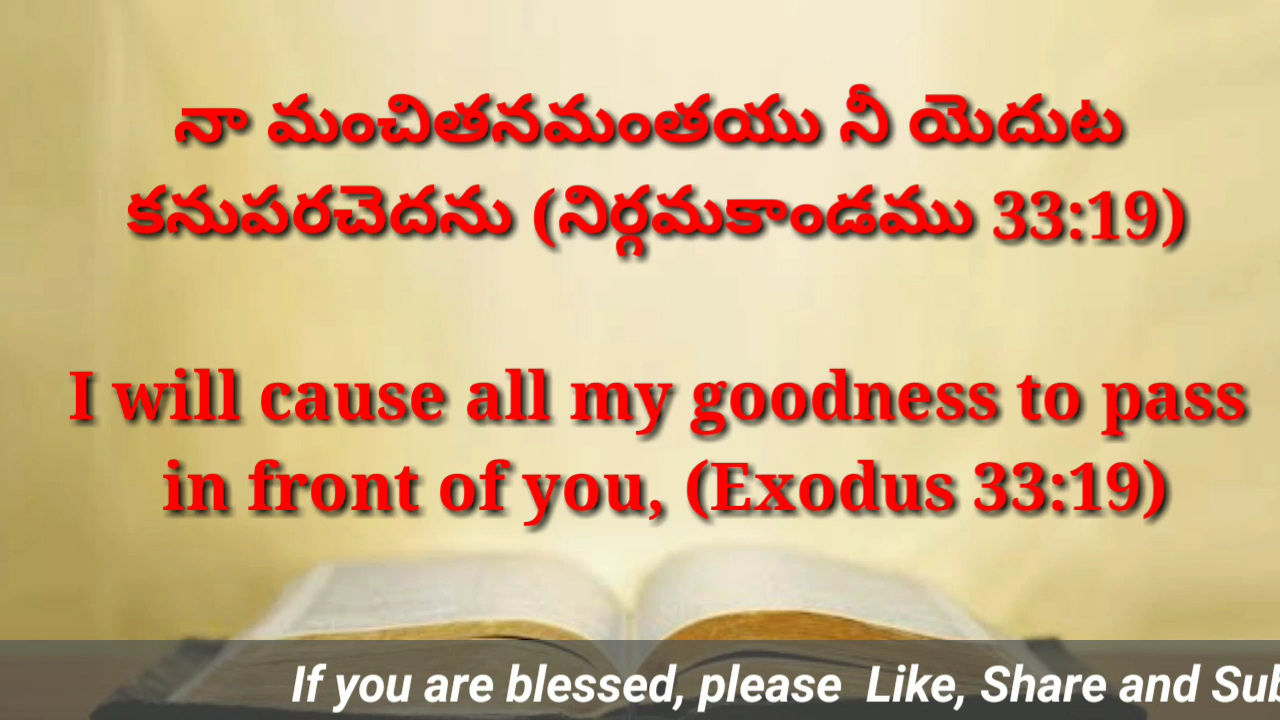 నా మంచితనమంతయు నీ యెదుట
కనుపరచెదను (నిర్గమకాండము 33:19)
I will cause all my goodness to pass
in front of you, (Exodus 33:19)
If you are blessed, please Like, Share and